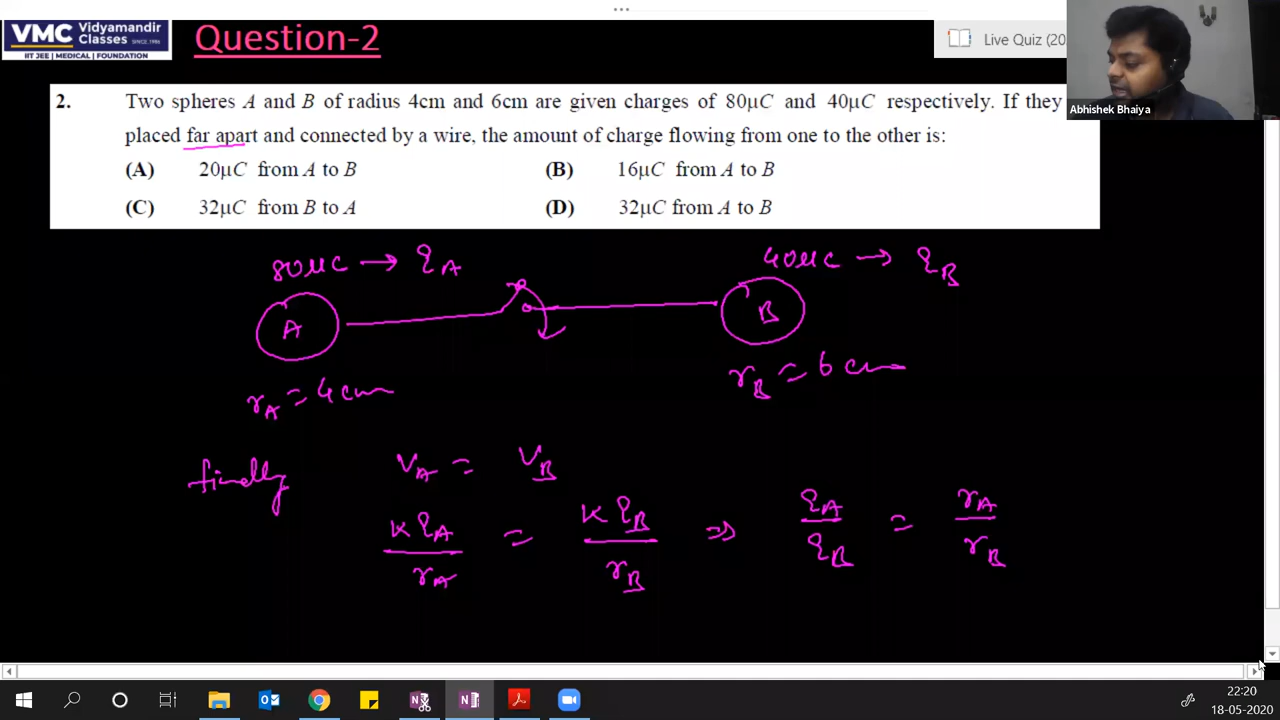 ...
VMC Vidyamandir Classes SINCE 1986
IIT JEE | MEDICAL | FOUNDATION
Question-2
Live Quiz (20
Abhishek Bhaiya
2. Two spheres A and B of radius 4cm and 6cm are given charges of 80μC and 40μC respectively. If they
placed far apart and connected by a wire, the amount of charge flowing from one to the other is:
(A) 20μC from A to B (B) 16μC from A to B
(C) 32μC from B to A (D) 32μC from A to B
80μC → qA 40μC → qB
A B
rA = 4cm rB = 6cm
finally VA = VB
KqA/rA = KqB/rB ⇒ qA/qB = rA/rB
22:20
18-05-2020